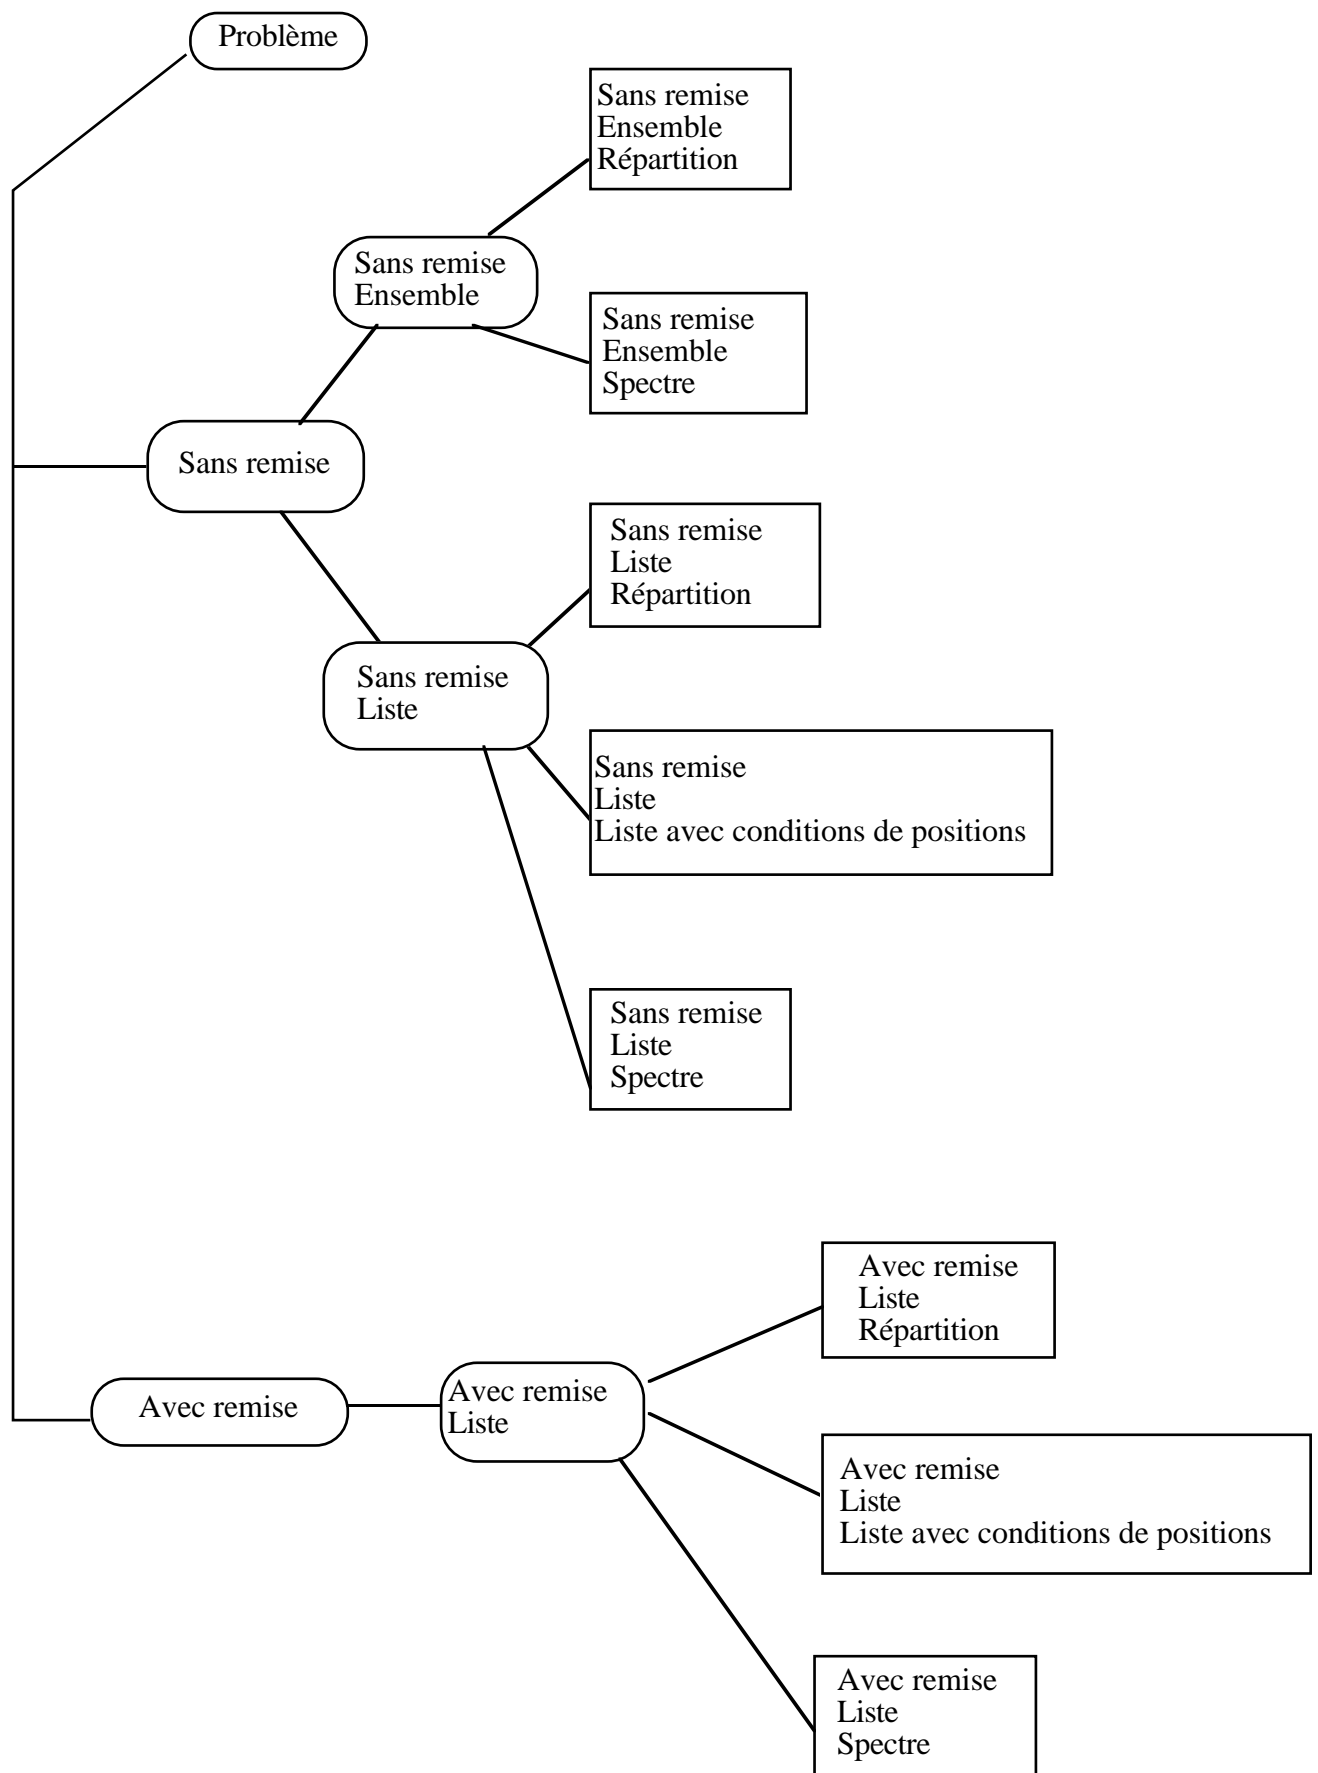 Problème
Sans remise
Ensemble
Répartition
Sans remise
Ensemble
Sans remise
Ensemble
Spectre
Sans remise
Sans remise
Liste
Répartition
Sans remise
Liste
Sans remise
Liste
Liste avec conditions de positions
Sans remise
Liste
Spectre
Avec remise
Liste
Répartition
Avec remise
Avec remise
Liste
Avec remise
Liste
Liste avec conditions de positions
Avec remise
Liste
Spectre